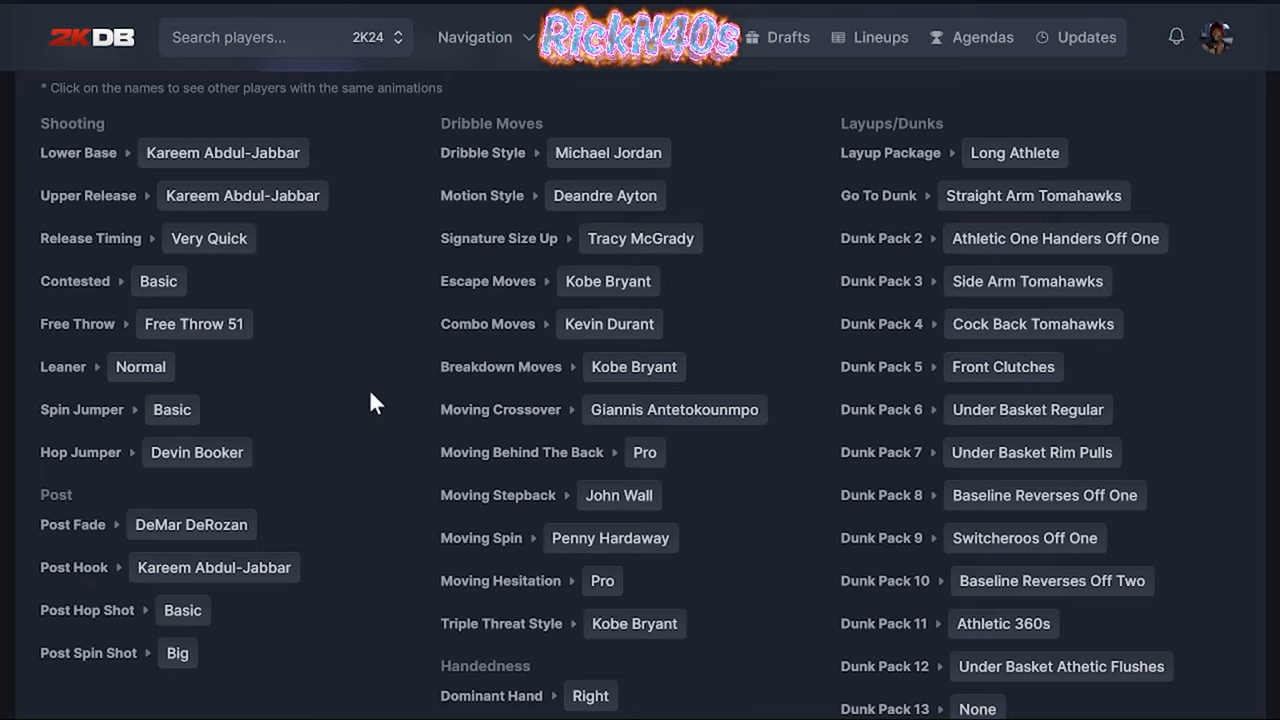 2KDB
Search players...
2K24
Navigation
RickN40s
Drafts
Lineups
Agendas
Updates
* Click on the names to see other players with the same animations
Shooting
Lower Base Kareem Abdul-Jabbar
Upper Release Kareem Abdul-Jabbar
Release Timing Very Quick
Contested Basic
Free Throw Free Throw 51
Leaner Normal
Spin Jumper Basic
Hop Jumper Devin Booker
Post
Post Fade DeMar DeRozan
Post Hook Kareem Abdul-Jabbar
Post Hop Shot Basic
Post Spin Shot Big
Dribble Moves
Dribble Style Michael Jordan
Motion Style Deandre Ayton
Signature Size Up Tracy McGrady
Escape Moves Kobe Bryant
Combo Moves Kevin Durant
Breakdown Moves Kobe Bryant
Moving Crossover Giannis Antetokounmpo
Moving Behind The Back Pro
Moving Stepback John Wall
Moving Spin Penny Hardaway
Moving Hesitation Pro
Triple Threat Style Kobe Bryant
Handedness
Dominant Hand Right
Layups/Dunks
Layup Package Long Athlete
Go To Dunk Straight Arm Tomahawks
Dunk Pack 2 Athletic One Handers Off One
Dunk Pack 3 Side Arm Tomahawks
Dunk Pack 4 Cock Back Tomahawks
Dunk Pack 5 Front Clutches
Dunk Pack 6 Under Basket Regular
Dunk Pack 7 Under Basket Rim Pulls
Dunk Pack 8 Baseline Reverses Off One
Dunk Pack 9 Switcheroos Off One
Dunk Pack 10 Baseline Reverses Off Two
Dunk Pack 11 Athletic 360s
Dunk Pack 12 Under Basket Athetic Flushes
Dunk Pack 13 None